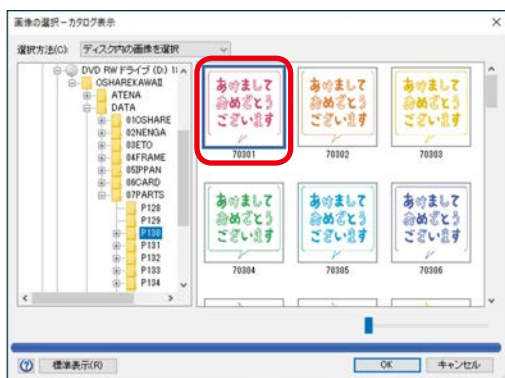 画像の選択－カタログ表示
選択方法(C): ディスク内の画像を選択
DVD RW ドライブ (D:) 1(
OSHAREKAWAII
ATENA
DATA
01OSHARE
02NENGA
03ETO
04FRAME
05IPPAN
06CARD
07PARTS
P128
P129
P130
P131
P132
P133
P134
あけまして
おめでとう
ございます
70301
あけまして
おめでとう
ございます
70302
あけまして
おめでとう
ございます
70303
あけまして
おめでとう
ございます
70304
あけまして
おめでとう
ございます
70305
あけまして
おめでとう
ございます
70306
標準表示(R)
OK
キャンセル